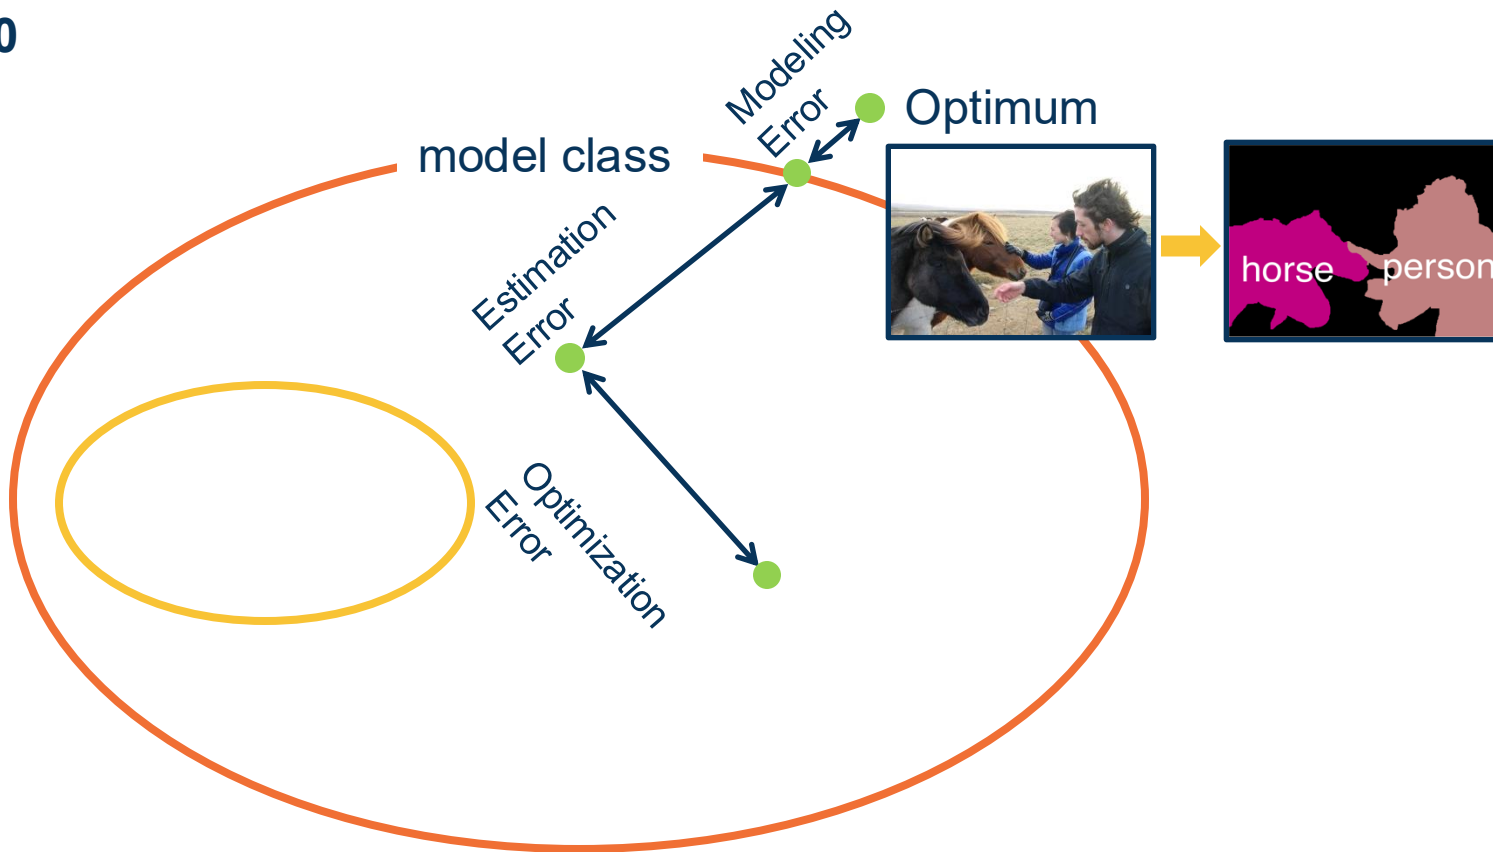 0
Modeling
Error
Optimum
model class
horse
person
Estimation
Error
Optimization
Error